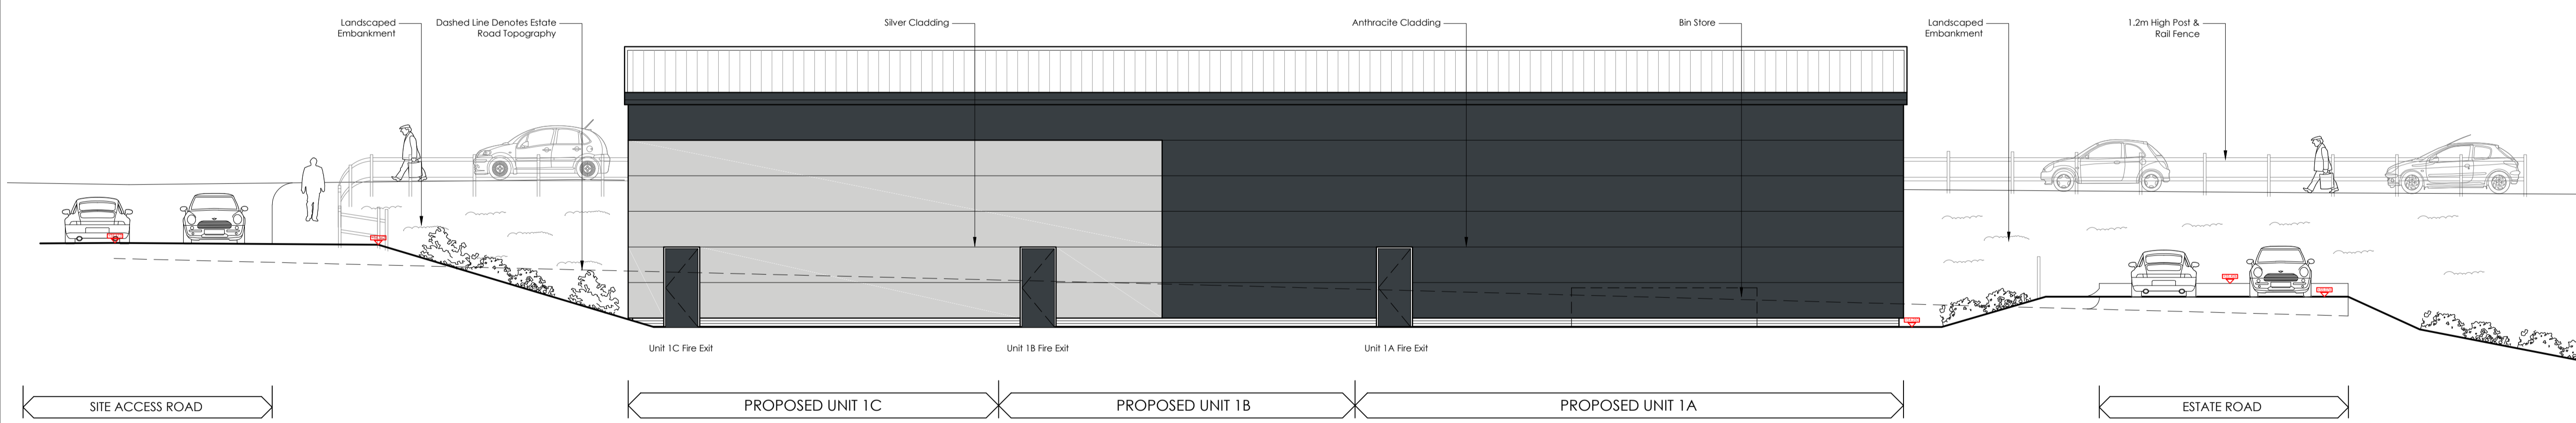 Landscaped
Embankment
Dashed Line Denotes Estate
Road Topography
Silver Cladding
Anthracite Cladding
Bin Store
Landscaped
Embankment
1.2m High Post &
Rail Fence
Unit 1C Fire Exit
Unit 1B Fire Exit
Unit 1A Fire Exit
SITE ACCESS ROAD
PROPOSED UNIT 1C
PROPOSED UNIT 1B
PROPOSED UNIT 1A
ESTATE ROAD